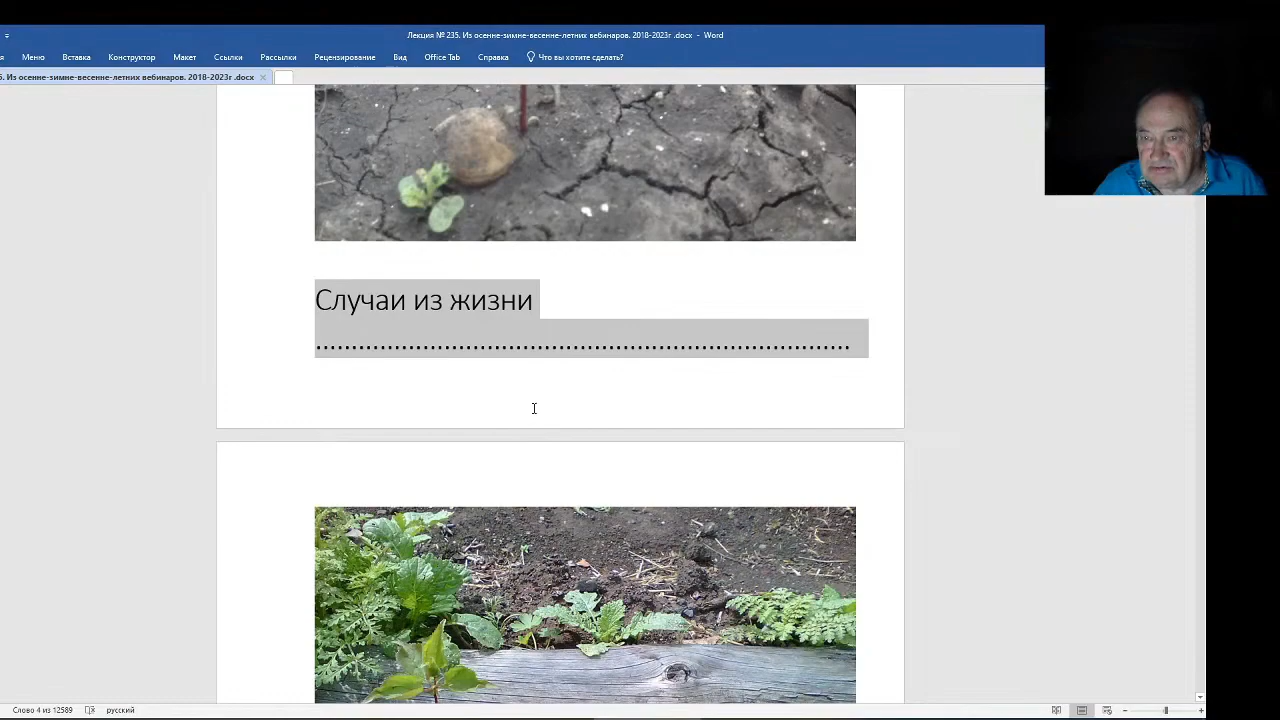 Лекция № 235. Из осенне-зимне-весенне-летних вебинаров. 2018-2023г .docx - Word
Меню Вставка Конструктор Макет Ссылки Рассылки Рецензирование Вид Office Tab Справка Что вы хотите сделать?
5. Из осенне-зимне-весенне-летних вебинаров. 2018-2023г .docx
Случаи из жизни
................................................................
Слово 4 из 12589 русский